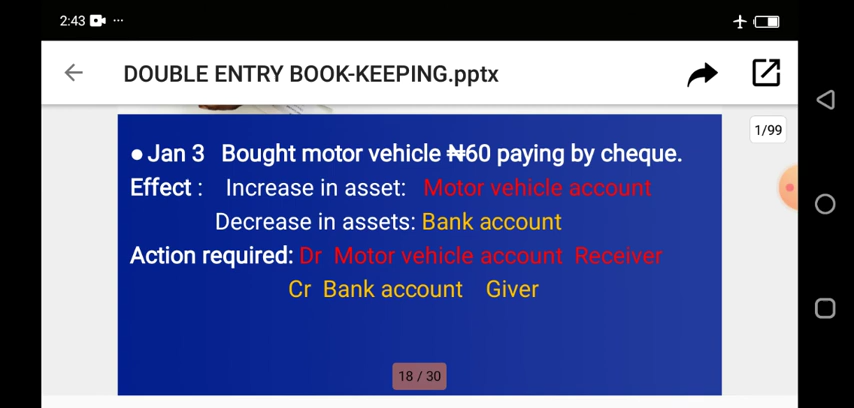 2:43 ...
DOUBLE ENTRY BOOK-KEEPING.pptx
1/99
● Jan 3 Bought motor vehicle ₦60 paying by cheque.
Effect : Increase in asset: Motor vehicle account
Decrease in assets: Bank account
Action required: Dr Motor vehicle account Receiver
Cr Bank account Giver
18 / 30